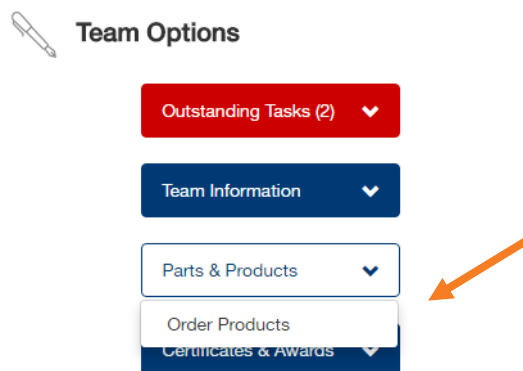 Team Options
Outstanding Tasks (2)
Team Information
Parts & Products
Order Products
Certificates & Awards